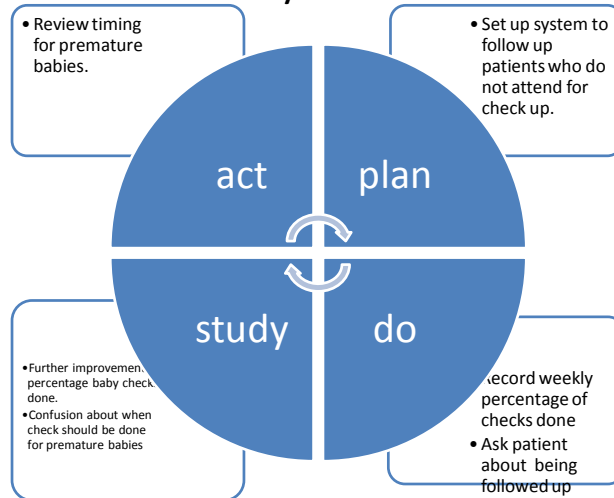 • Review timing
for premature
babies.
• Set up system to
follow up
patients who do
not attend for
check up.
act
plan
study
do
•Further improvement
percentage baby check
done.
•Confusion about when
check should be done
for premature babies
Record weekly
percentage of
checks done
• Ask patient
about being
followed up